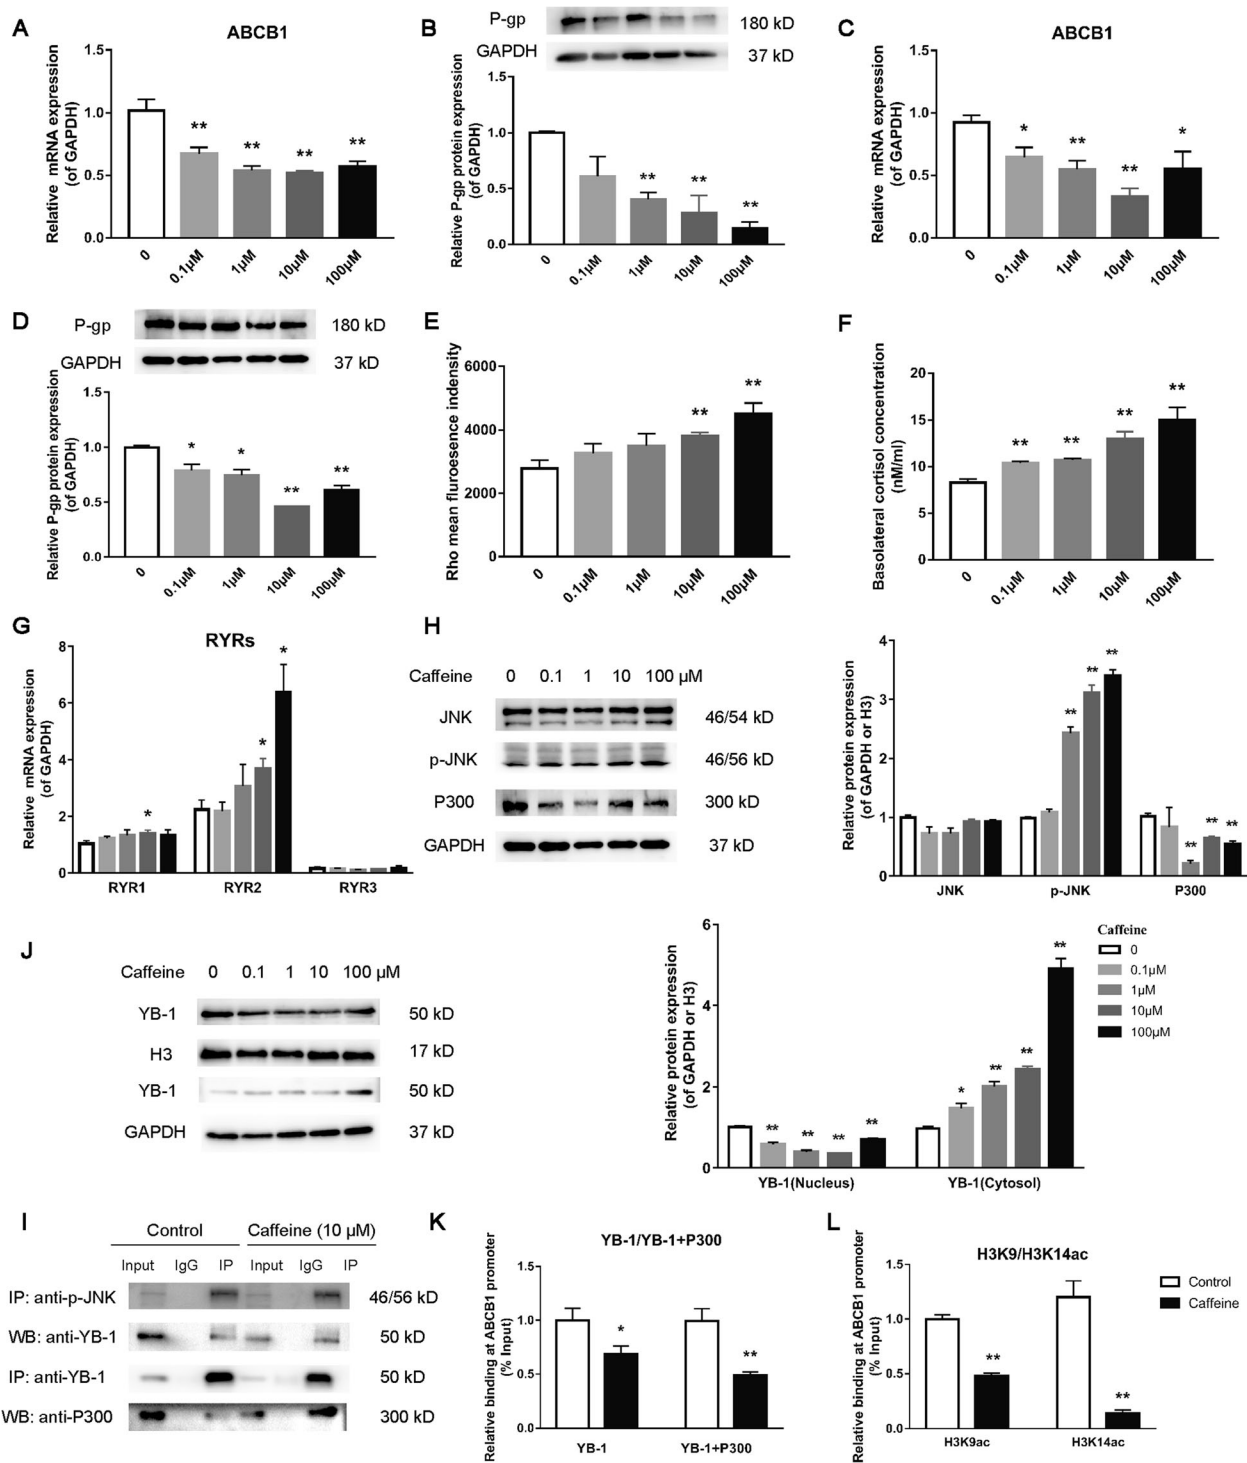 A
ABCB1
Relative mRNA expression
(of GAPDH)
1.5
1.0
0.5
0.0
**
**
**
**
0
0.1μM
1μM
10μM
100μM
B
P-gp
180 kD
GAPDH
37 kD
Relative P-gp protein expression
(of GAPDH)
1.5
1.0
0.5
0.0
**
**
**
0
0.1μM
1μM
10μM
100μM
C
ABCB1
Relative mRNA expression
(of GAPDH)
1.5
1.0
0.5
0.0
*
**
**
*
0
0.1μM
1μM
10μM
100μM
D
P-gp
180 kD
GAPDH
37 kD
Relative P-gp protein expression
(of GAPDH)
1.5
1.0
0.5
0.0
*
*
**
**
0
0.1μM
1μM
10μM
100μM
E
Rho mean fluroesence indensity
6000
4000
2000
0
**
**
0
0.1μM
1μM
10μM
100μM
F
Basolateral cortisol concentration
(nM/ml)
20
15
10
5
0
**
**
**
**
0
0.1μM
1μM
10μM
100μM
G
RYRs
Relative mRNA expression
(of GAPDH)
8
6
4
2
0
*
*
*
RYR1 RYR2 RYR3
H
Caffeine 0 0.1 1 10 100 μM
JNK 46/54 kD
p-JNK 46/56 kD
P300 300 kD
GAPDH 37 kD
Relative protein expression
(of GAPDH or H3)
4
3
2
1
0
**
**
**
**
**
**
JNK p-JNK P300
J
Caffeine 0 0.1 1 10 100 μM
YB-1 50 kD
H3 17 kD
YB-1 50 kD
GAPDH 37 kD
Relative protein expression
(of GAPDH or H3)
6
4
2
0
**
**
**
**
*
**
**
**
YB-1(Nucleus) YB-1(Cytosol)
Caffeine
0
0.1μM
1μM
10μM
100μM
I
Control Caffeine (10 μM)
Input IgG IP Input IgG IP
IP: anti-p-JNK 46/56 kD
WB: anti-YB-1 50 kD
IP: anti-YB-1 50 kD
WB: anti-P300 300 kD
K
YB-1/YB-1+P300
Relative binding at ABCB1 promoter
(% Input)
1.5
1.0
0.5
0.0
*
**
YB-1 YB-1+P300
L
H3K9/H3K14ac
Relative binding at ABCB1 promoter
(% Input)
1.5
1.0
0.5
0.0
**
**
H3K9ac H3K14ac
Control
Caffeine